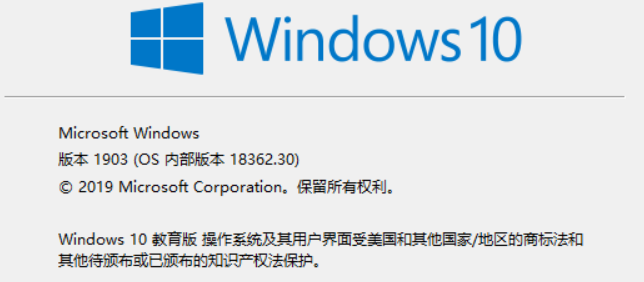 Windows 10
Microsoft Windows
版本 1903 (OS 内部版本 18362.30)
© 2019 Microsoft Corporation。保留所有权利。
Windows 10 教育版 操作系统及其用户界面受美国和其他国家/地区的商标法和
其他待颁布或已颁布的知识产权法保护。